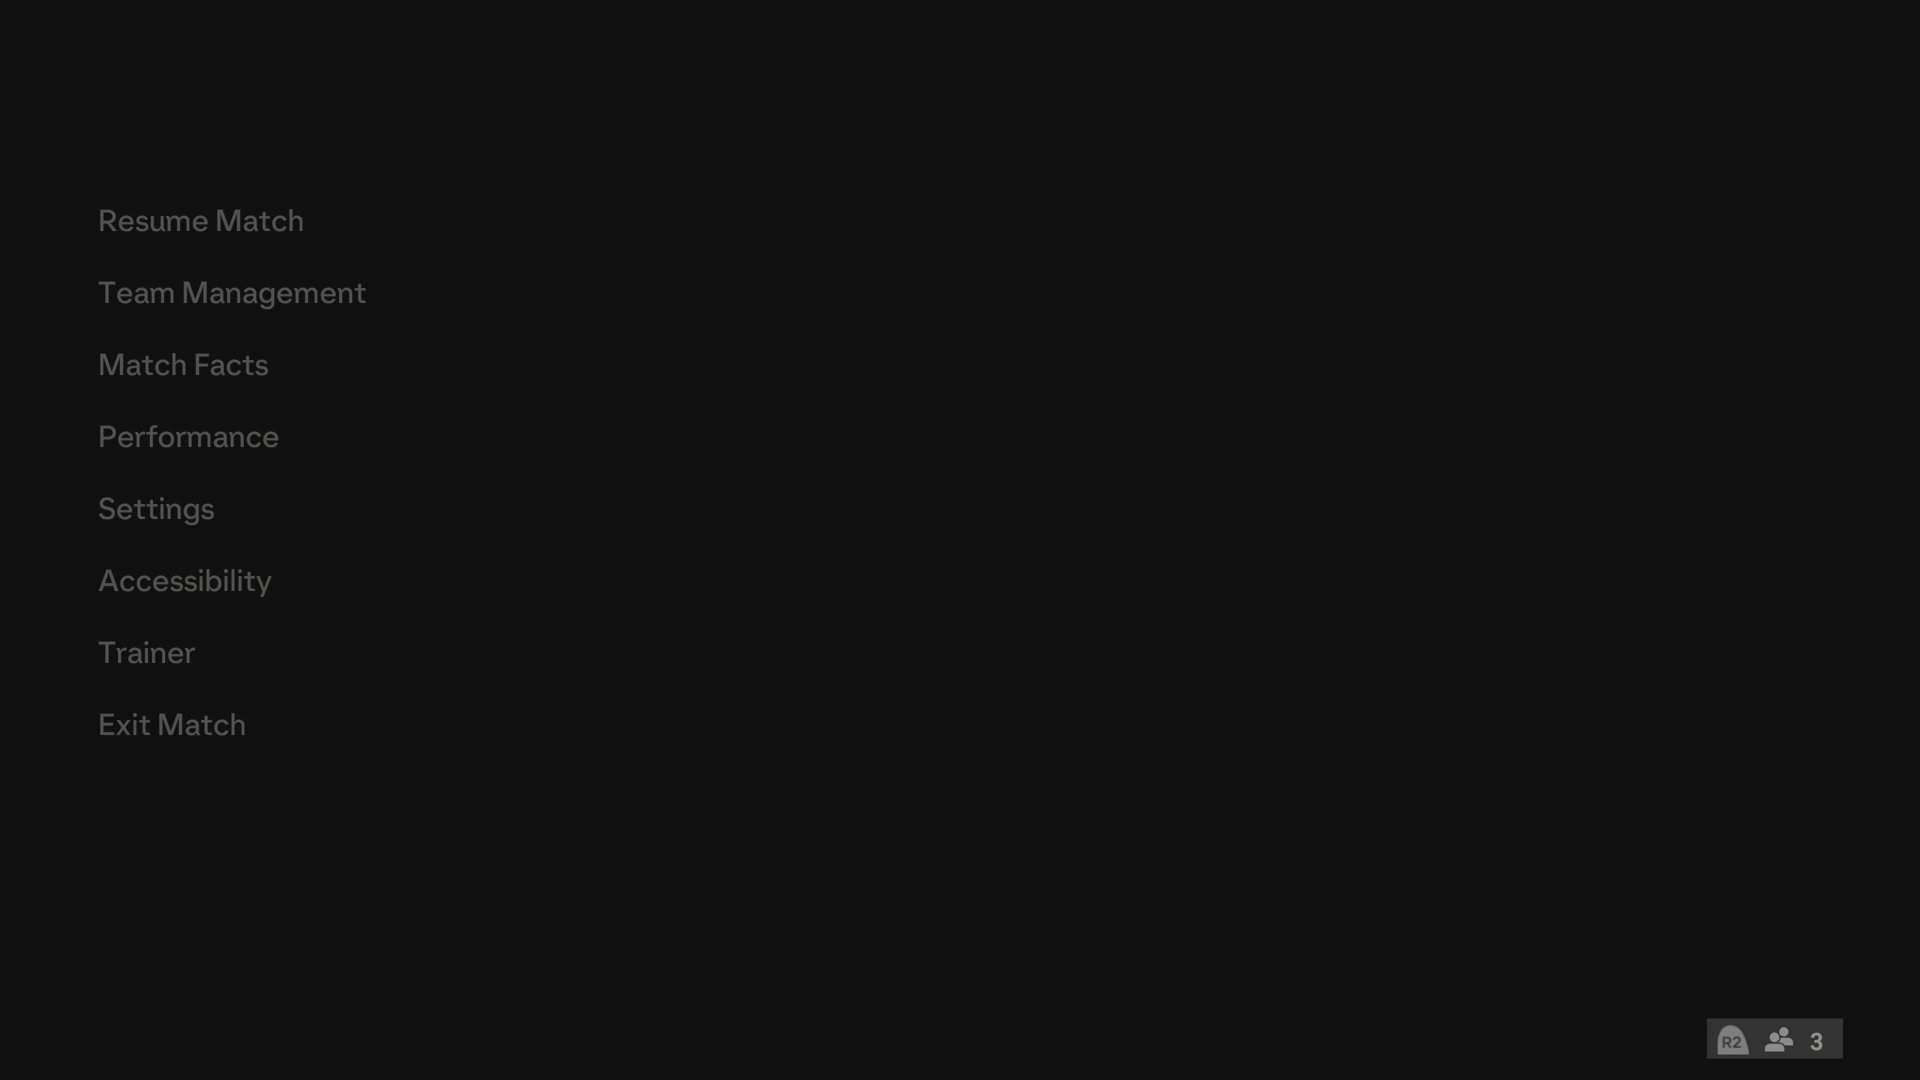 Resume Match
Team Management
Match Facts
Performance
Settings
Accessibility
Trainer
Exit Match
R2 3